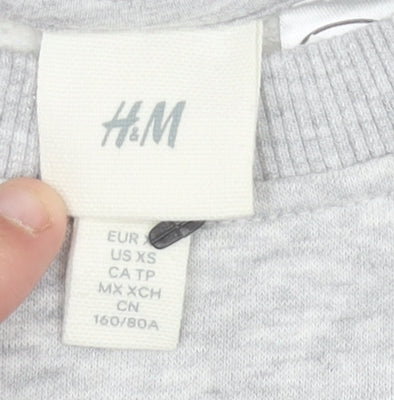 H&M
EUR
US XS
CA TP
MX XCH
CN
160/80A